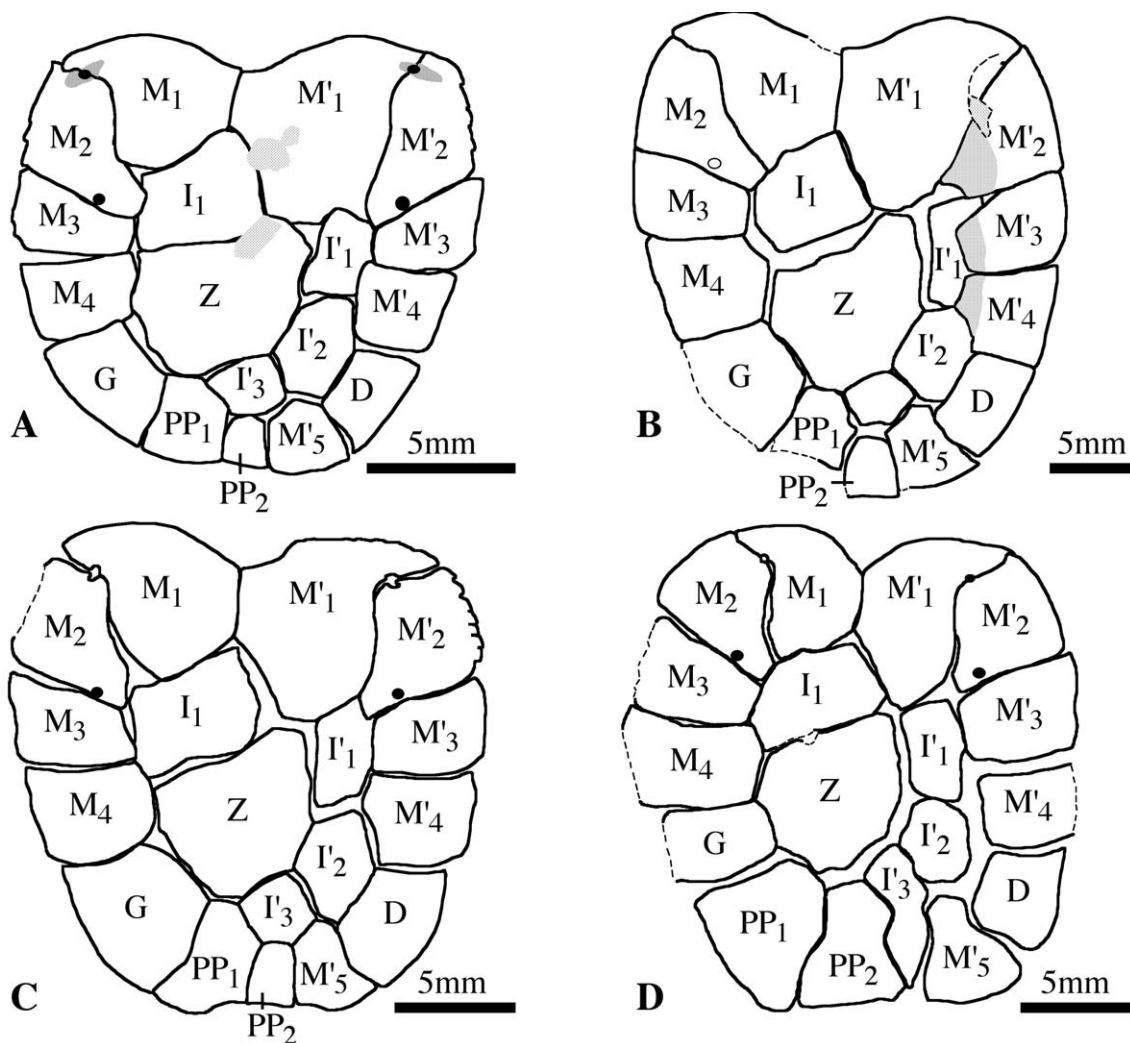 M₁ M'₁
M₂ M'₂
I₁
M₃ I'₁ M'₃
M₄ Z M'₄
I'₂
G I'₃ D
PP₁ M'₅
A 5mm
PP₂
M₁ M'₁
M₂ M'₂
I₁
M₃ I'₁ M'₃
M₄ Z M'₄
I'₂
G D
PP₁ M'₅
B 5mm
PP₂
M₁ M'₁
M₂ M'₂
I₁
M₃ I'₁ M'₃
M₄ Z M'₄
I'₂
G I'₃ D
PP₁ M'₅
C 5mm
PP₂
M₂ M₁ M'₁ M'₂
M₃ I₁ M'₃
I'₁
M₄ Z M'₄
I'₂
G I'₃ D
PP₁ PP₂ M'₅
D 5mm